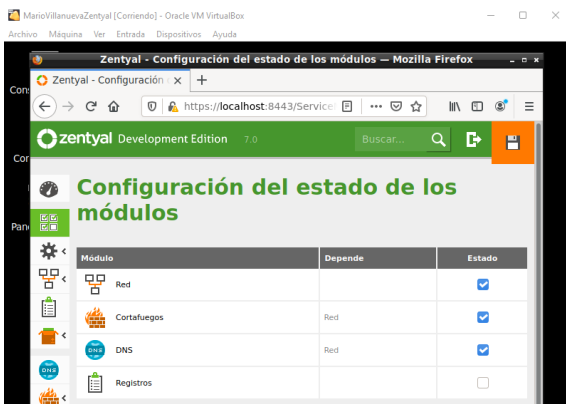 MarioVillanuevaZentyal [Corriendo] - Oracle VM VirtualBox
Archivo Máquina Ver Entrada Dispositivos Ayuda
Zentyal - Configuración del estado de los módulos — Mozilla Firefox
Zentyal - Configuración
https://localhost:8443/Service
zentyal Development Edition 7.0
Buscar...
Configuración del estado de los
módulos
Módulo Depende Estado
Red
Cortafuegos Red
DNS DNS Red
Registros
DNS